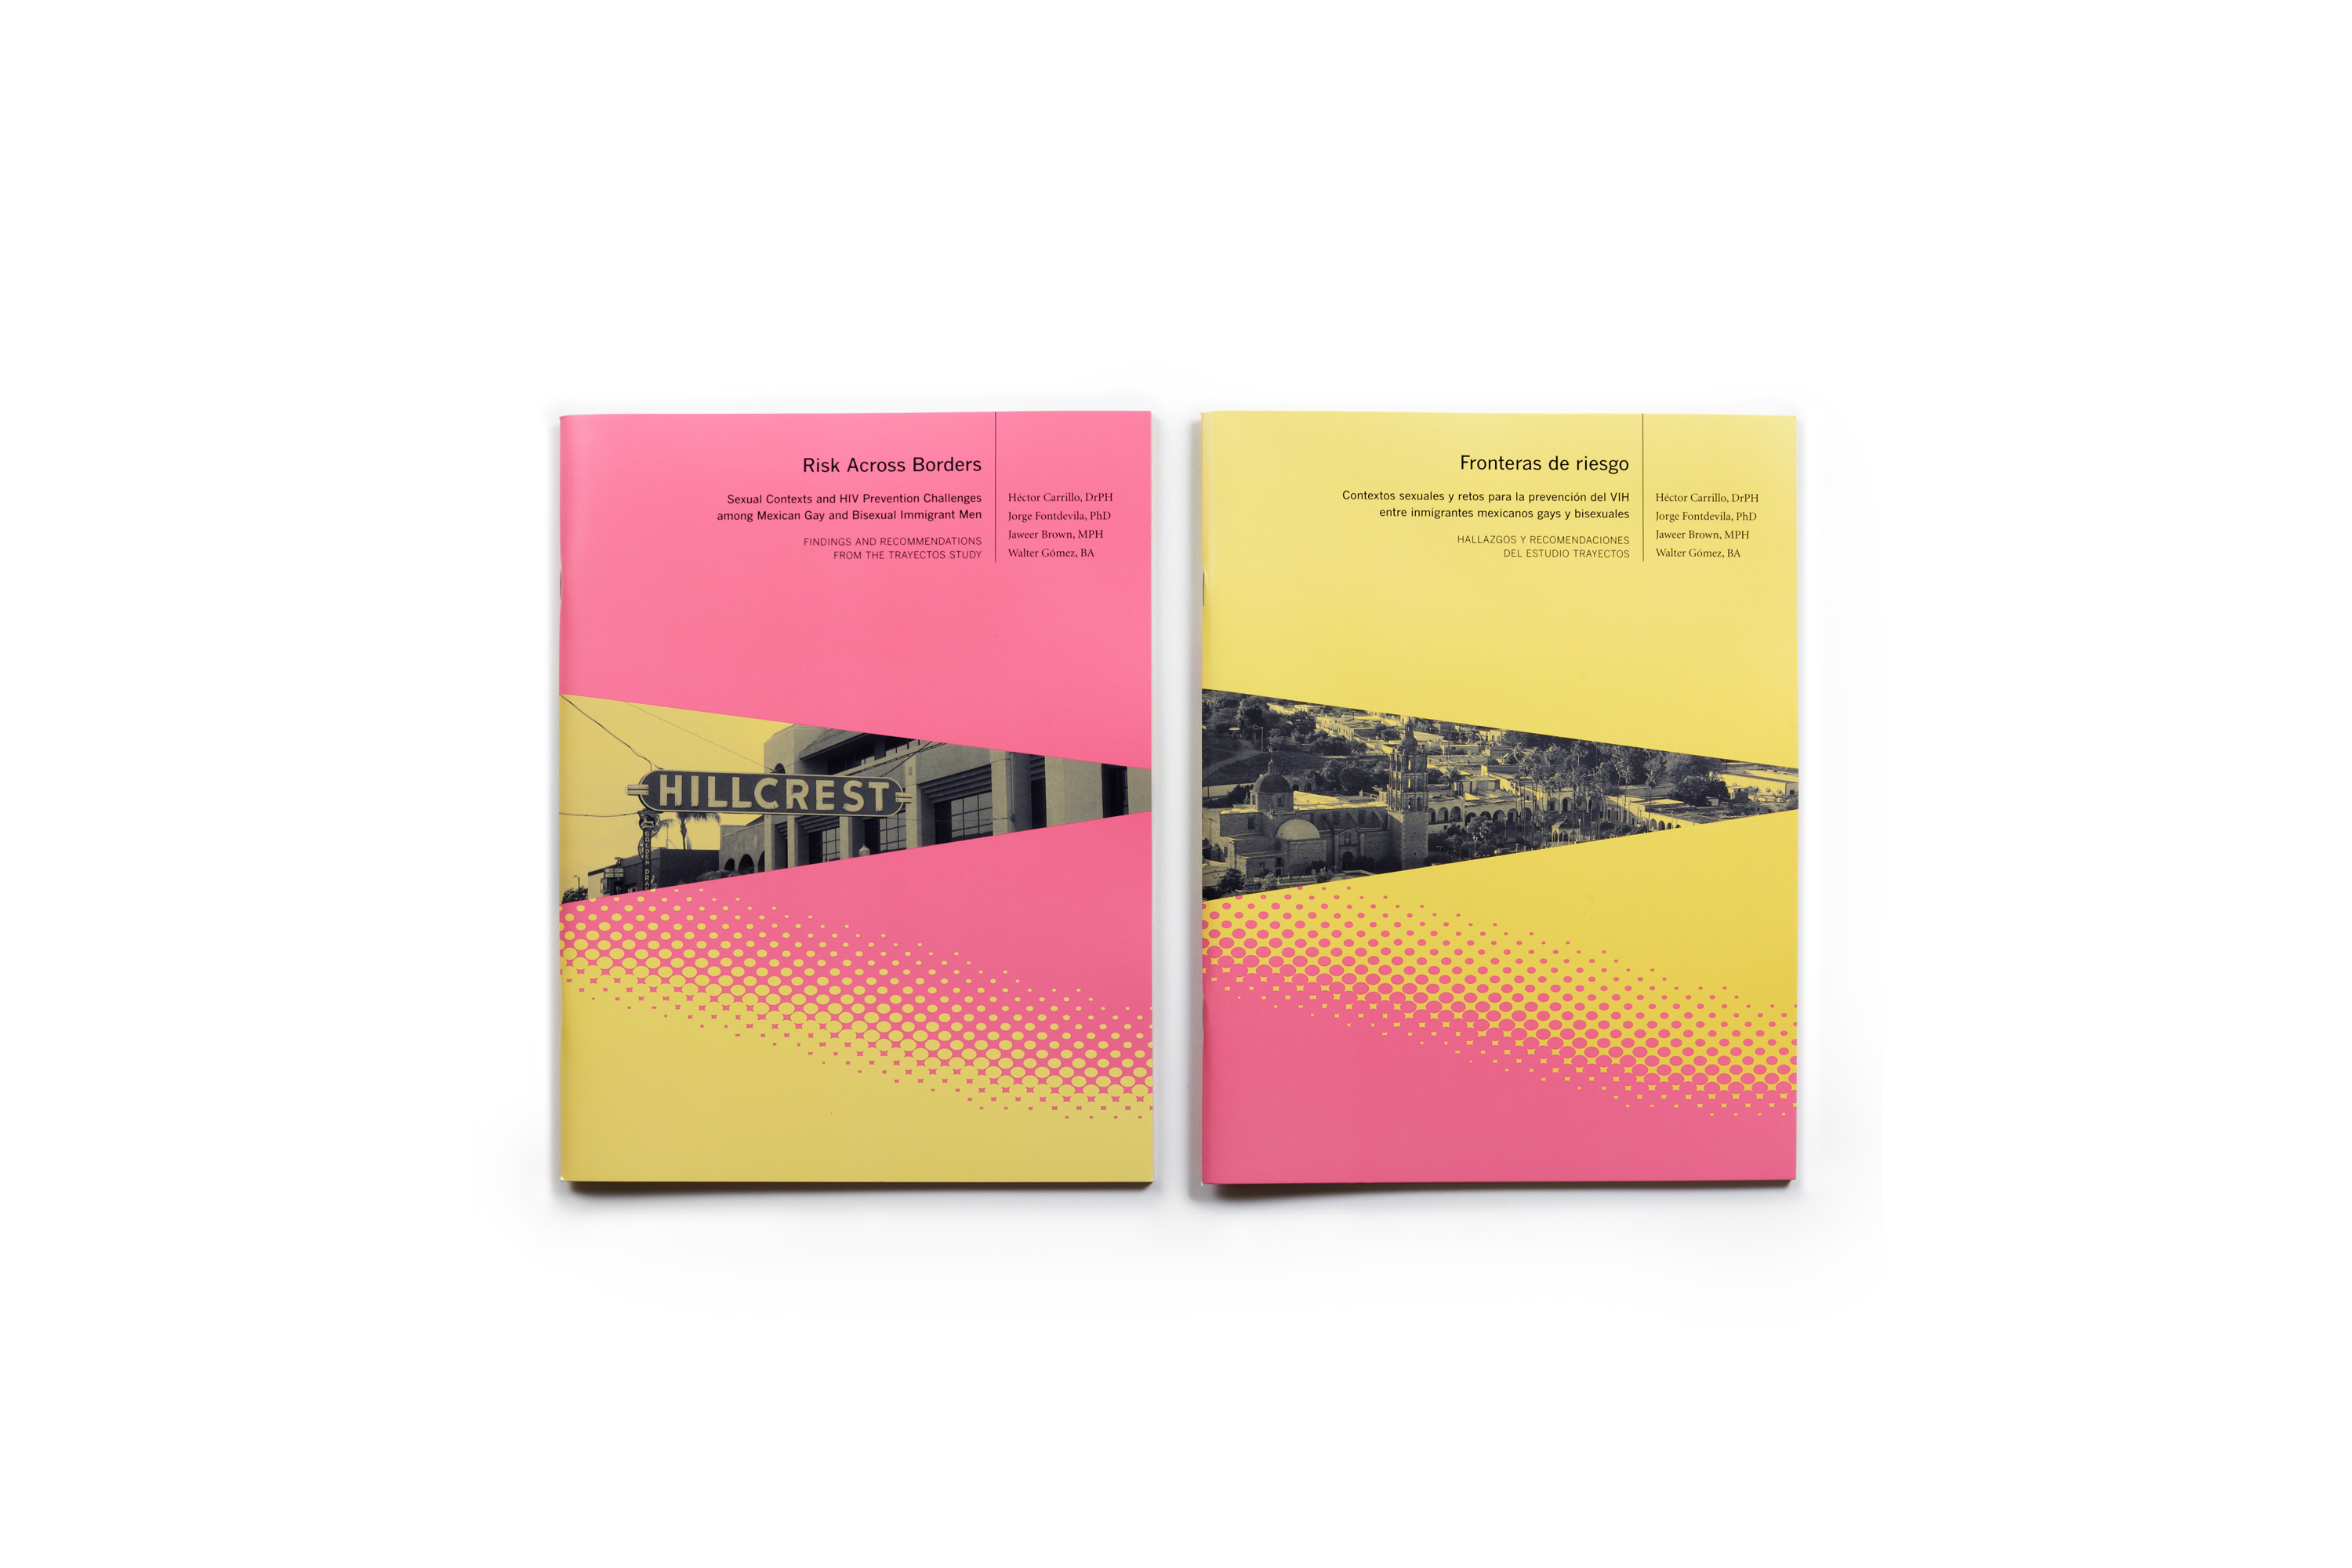 Risk Across Borders
Sexual Contexts and HIV Prevention Challenges
among Mexican Gay and Bisexual Immigrant Men
FINDINGS AND RECOMMENDATIONS
FROM THE TRAYECTOS STUDY
Héctor Carrillo, DrPH
Jorge Fontdevila, PhD
Jaweer Brown, MPH
Walter Gómez, BA
HILLCREST
GOLDEN DRA
Fronteras de riesgo
Contextos sexuales y retos para la prevención del VIH
entre inmigrantes mexicanos gays y bisexuales
HALLAZGOS Y RECOMENDACIONES
DEL ESTUDIO TRAYECTOS
Héctor Carrillo, DrPH
Jorge Fontdevila, PhD
Jaweer Brown, MPH
Walter Gómez, BA